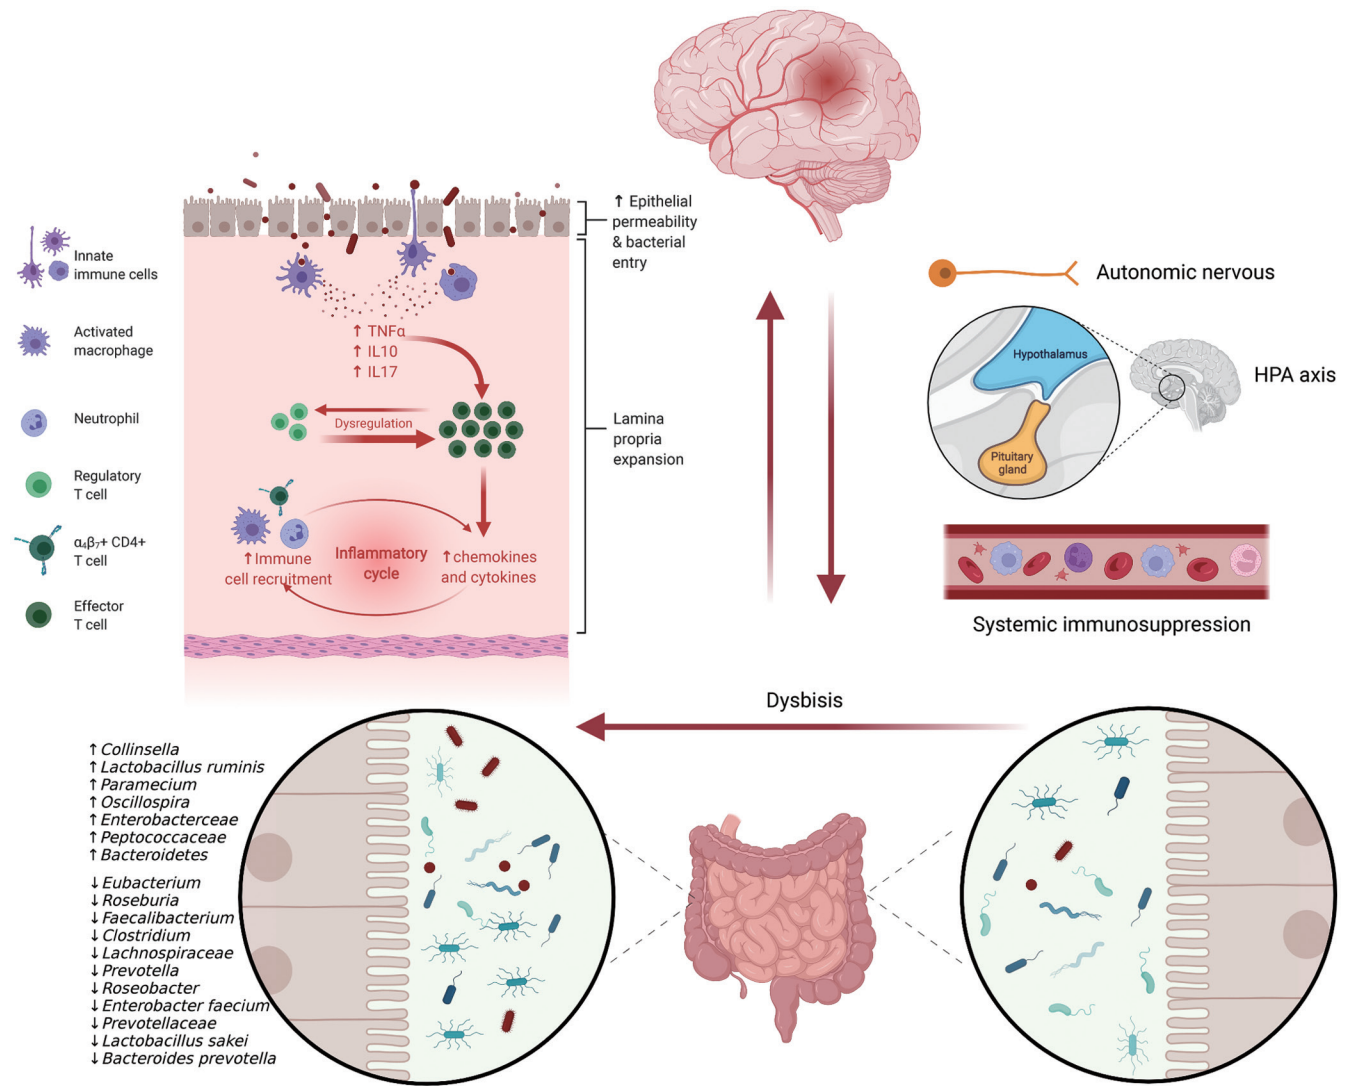 ↑ Epithelial
permeability
& bacterial
entry
Innate
immune cells
Activated
macrophage
Neutrophil
Regulatory
T cell
α₄β₇+ CD4+
T cell
Effector
T cell
↑ TNFα
↑ IL10
↑ IL17
Dysregulation
Lamina
propria
expansion
↑ Immune
cell recruitment
Inflammatory
cycle
↑ chemokines
and cytokines
Autonomic nervous
Hypothalamus
Pituitary
gland
HPA axis
Systemic immunosuppression
Dysbisis
↑ Collinsella
↑ Lactobacillus ruminis
↑ Paramecium
↑ Oscillospira
↑ Enterobacterceae
↑ Peptococcaceae
↑ Bacteroidetes
↓ Eubacterium
↓ Roseburia
↓ Faecalibacterium
↓ Clostridium
↓ Lachnospiraceae
↓ Prevotella
↓ Roseobacter
↓ Enterobacter faecium
↓ Prevotellaceae
↓ Lactobacillus sakei
↓ Bacteroides prevotella